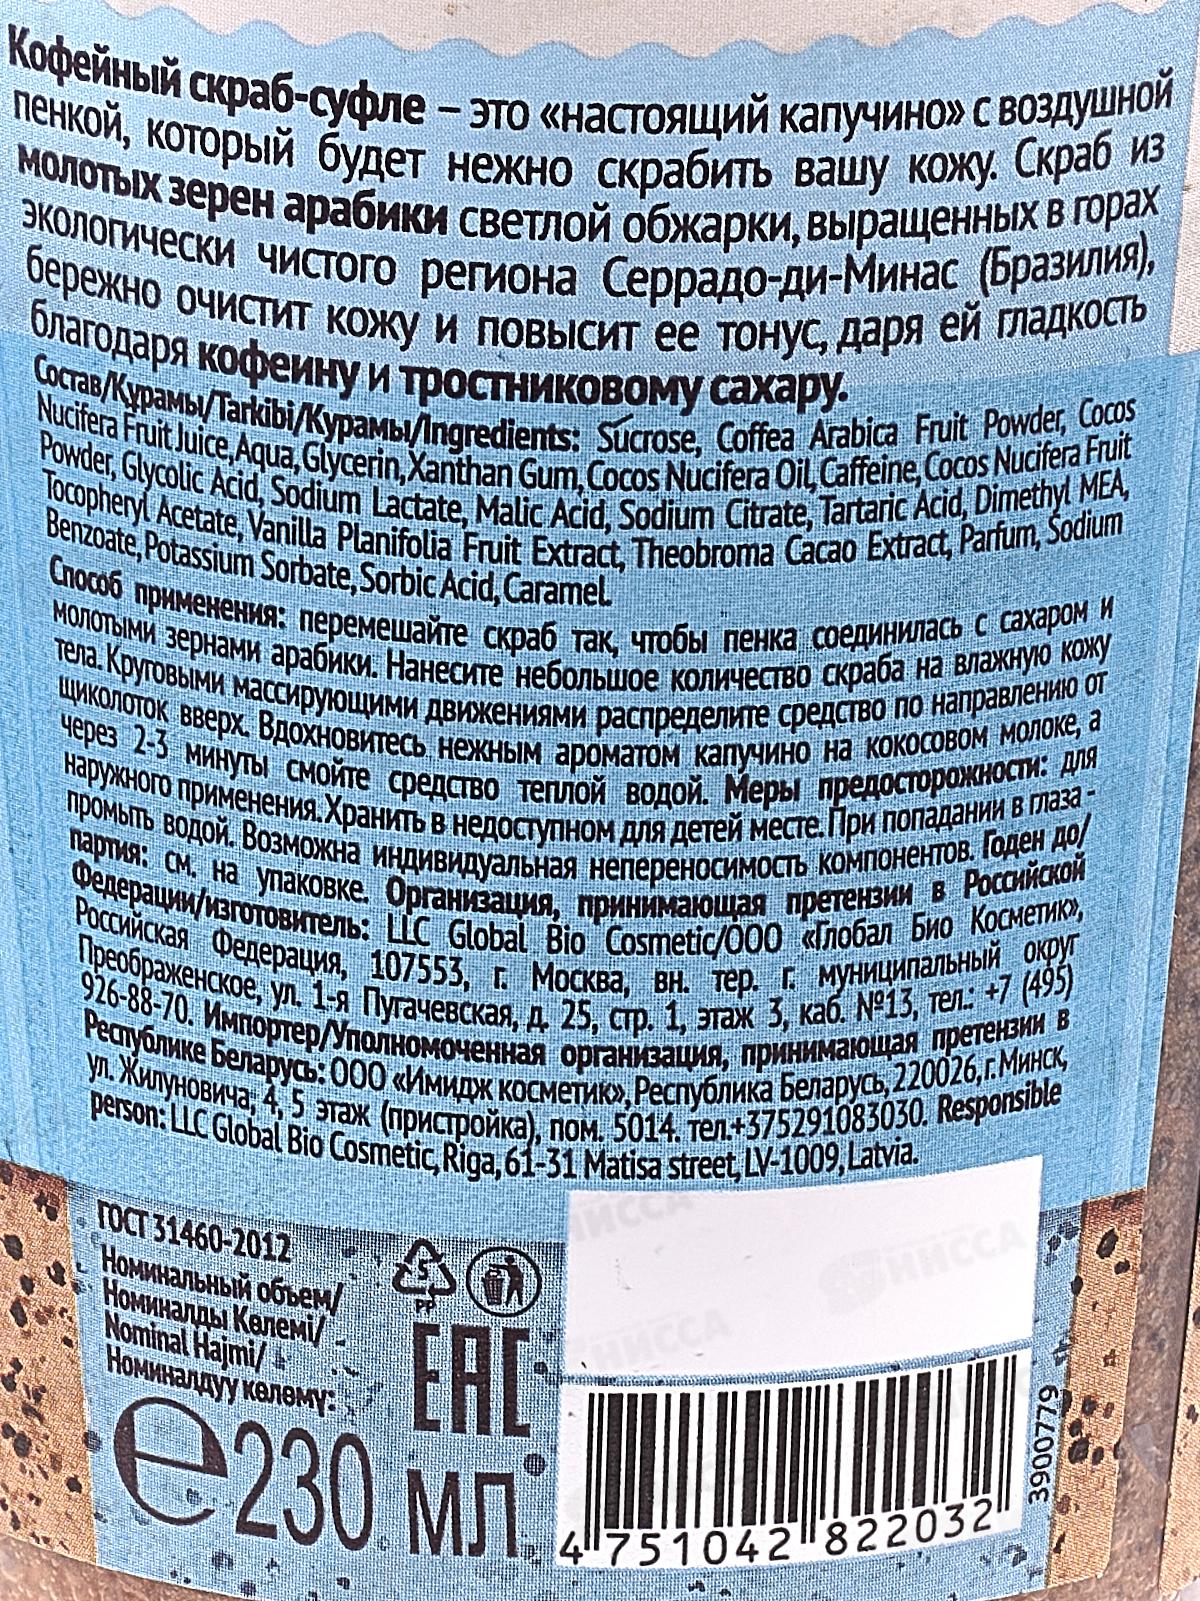 Кофейный скраб-суфле – это «настоящий капучино» с воздушной
пенкой, который будет нежно скрабить вашу кожу. Скраб из
молотых зерен арабики светлой обжарки, выращенных в горах
экологически чистого региона Серрадо-ди-Минас (Бразилия),
бережно очистит кожу и повысит ее тонус, даря ей гладкость
благодаря кофеину и тростниковому сахару.
Состав/Құрамы/Tarkibi/Курамы/Ingredients: Sucrose, Coffea Arabica Fruit Powder, Cocos
Nucifera Fruit Juice, Aqua, Glycerin, Xanthan Gum, Cocos Nucifera Oil, Caffeine, Cocos Nucifera Fruit
Powder, Glycolic Acid, Sodium Lactate, Malic Acid, Sodium Citrate, Tartaric Acid, Dimethyl MEA,
Tocopheryl Acetate, Vanilla Planifolia Fruit Extract, Theobroma Cacao Extract, Parfum, Sodium
Benzoate, Potassium Sorbate, Sorbic Acid, Caramel.
Способ применения: перемешайте скраб так, чтобы пенка соединилась с сахаром и
молотыми зернами арабики. Нанесите небольшое количество скраба на влажную кожу
тела. Круговыми массирующими движениями распределите средство по направлению от
щиколоток вверх. Вдохновитесь нежным ароматом капучино на кокосовом молоке, а
через 2-3 минуты смойте средство теплой водой. Меры предосторожности: для
наружного применения. Хранить в недоступном для детей месте. При попадании в глаза -
промыть водой. Возможна индивидуальная непереносимость компонентов. Годен до/
партия: см. на упаковке. Организация, принимающая претензии в Российской
Федерации/изготовитель: LLC Global Bio Cosmetic/ООО «Глобал Био Косметик»,
Российская Федерация, 107553, г. Москва, вн. тер. г. муниципальный округ
Преображенское, ул. 1-я Пугачевская, д. 25, стр. 1, этаж 3, каб. №13, тел.: +7 (495)
926-88-70. Импортер/Уполномоченная организация, принимающая претензии в
Республике Беларусь: ООО «Имидж косметик», Республика Беларусь, 220026, г. Минск,
ул. Жилуновича, 4, 5 этаж (пристройка), пом. 5014. тел.+375291083030. Responsible
person: LLC Global Bio Cosmetic, Riga, 61-31 Matisa street, LV-1009, Latvia.
ГОСТ 31460-2012
Номинальный объем/
Номиналды Көлемі/
Nominal Hajmi/
Номиналдуу көлөмү:
℮ 230 МЛ
5
PP
EAC
НИССА
НИССА
НИССА
4 751042 822032
39007779